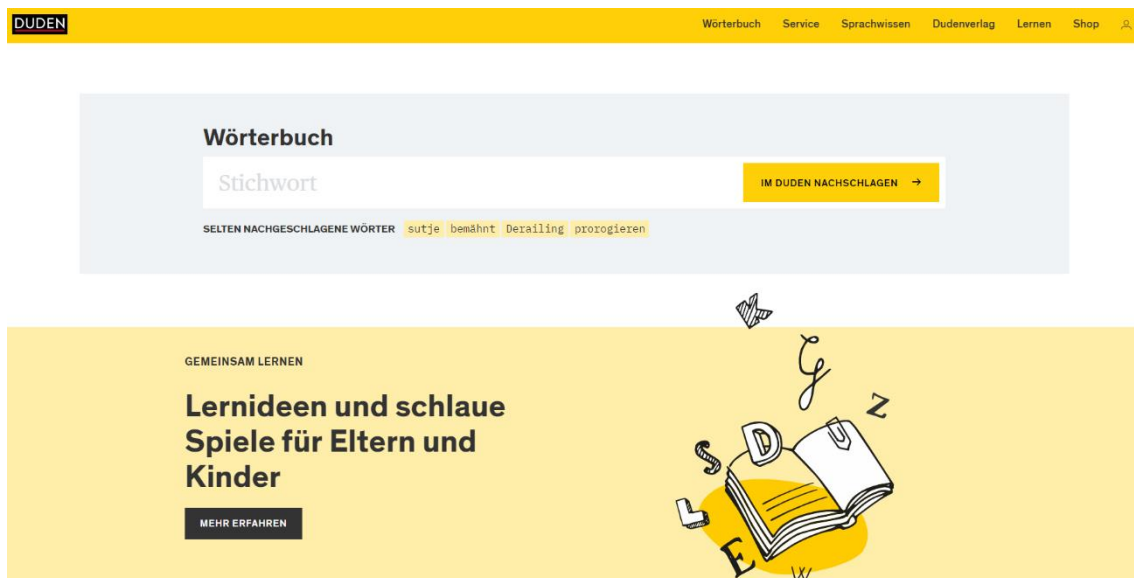 DUDEN
Wörterbuch Service Sprachwissen Dudenverlag Lernen Shop
Wörterbuch
Stichwort
IM DUDEN NACHSCHLAGEN →
SELTEN NACHGESCHLAGENE WÖRTER sutje bemähnt Derailing prorogieren
GEMEINSAM LERNEN
Lernideen und schlaue
Spiele für Eltern und
Kinder
MEHR ERFAHREN
G
Z
D
S
L
E
W